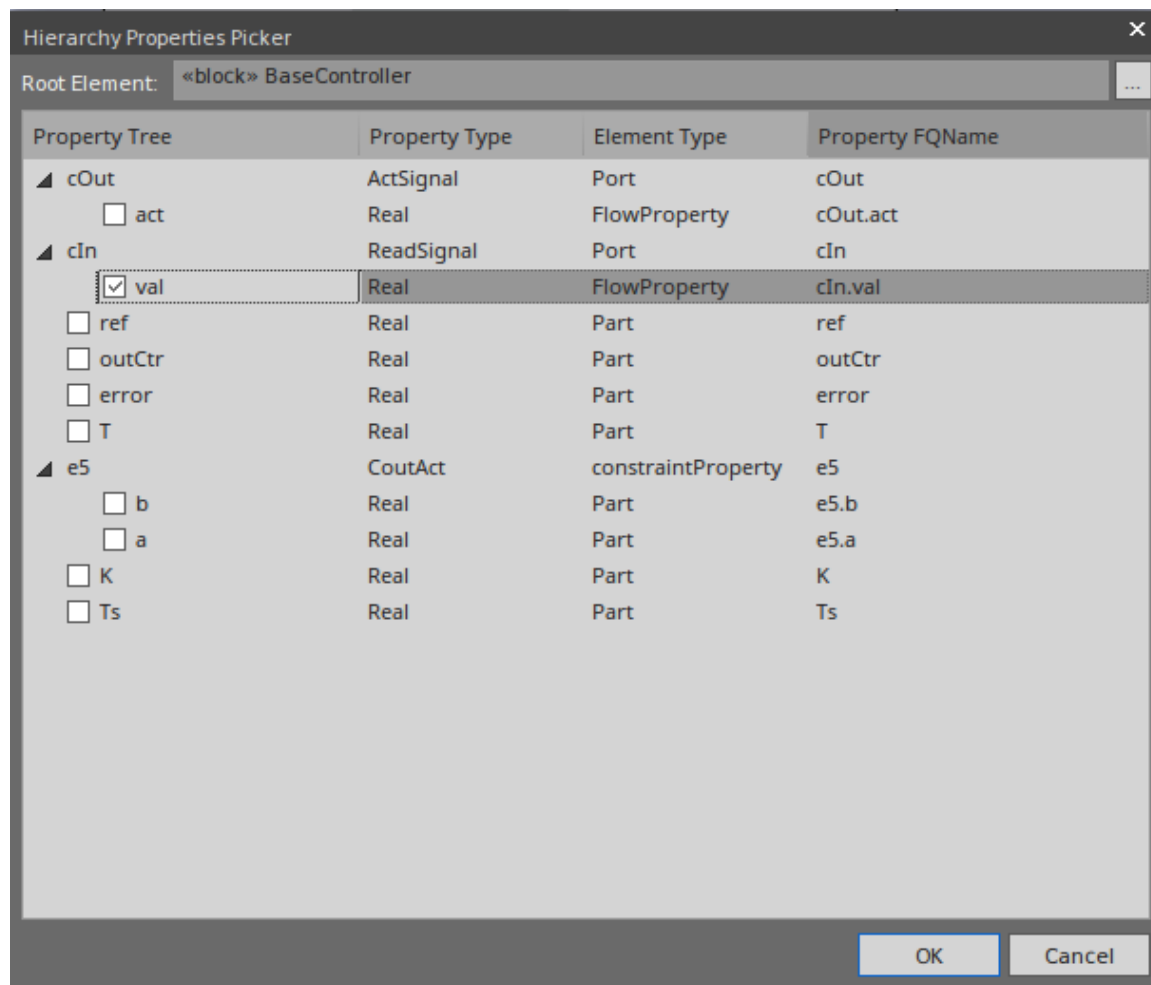 Hierarchy Properties Picker
Root Element: «block» BaseController ...
Property Tree Property Type Element Type Property FQName
cOut ActSignal Port cOut
act Real FlowProperty cOut.act
cIn ReadSignal Port cIn
val Real FlowProperty cIn.val
ref Real Part ref
outCtr Real Part outCtr
error Real Part error
T Real Part T
e5 CoutAct constraintProperty e5
b Real Part e5.b
a Real Part e5.a
K Real Part K
Ts Real Part Ts
OK Cancel